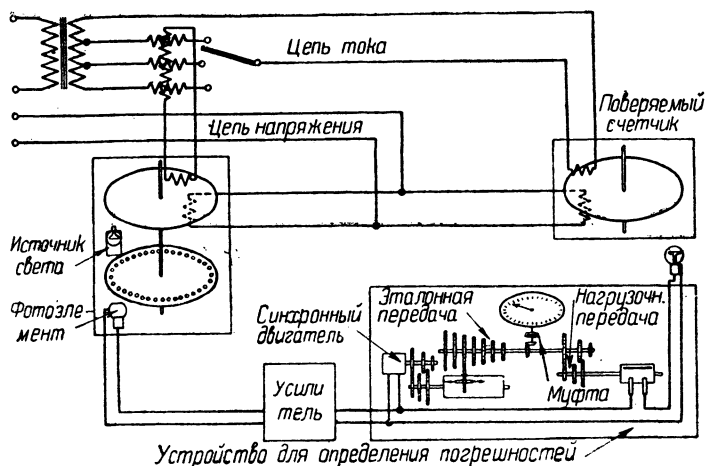 Цепь тока
Поверяемый
счетчик
Цепь напряжения
Источник
света
Фотоэле-
мент
Синхронный
двигатель
Эталонная
передача
Нагрузочн.
передача
Муфта
Усили
тель
Устройство для определения погрешностей